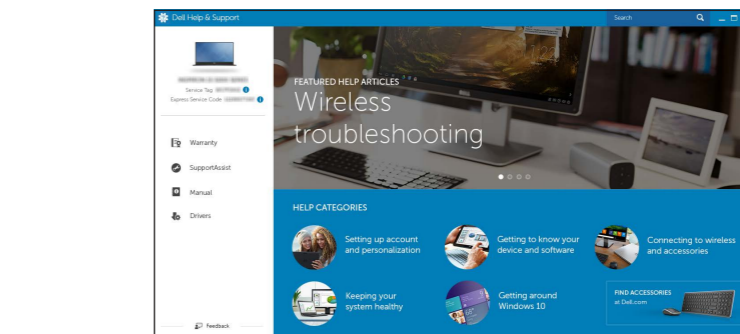 Dell Help & Support
Search
Service Tag:
Express Service Code:
Warranty
SupportAssist
Manual
Drivers
Feedback
FEATURED HELP ARTICLES
Wireless
troubleshooting
HELP CATEGORIES
Setting up account
and personalization
Getting to know your
device and software
Connecting to wireless
and accessories
Keeping your
system healthy
Getting around
Windows 10
FIND ACCESSORIES
at Dell.com